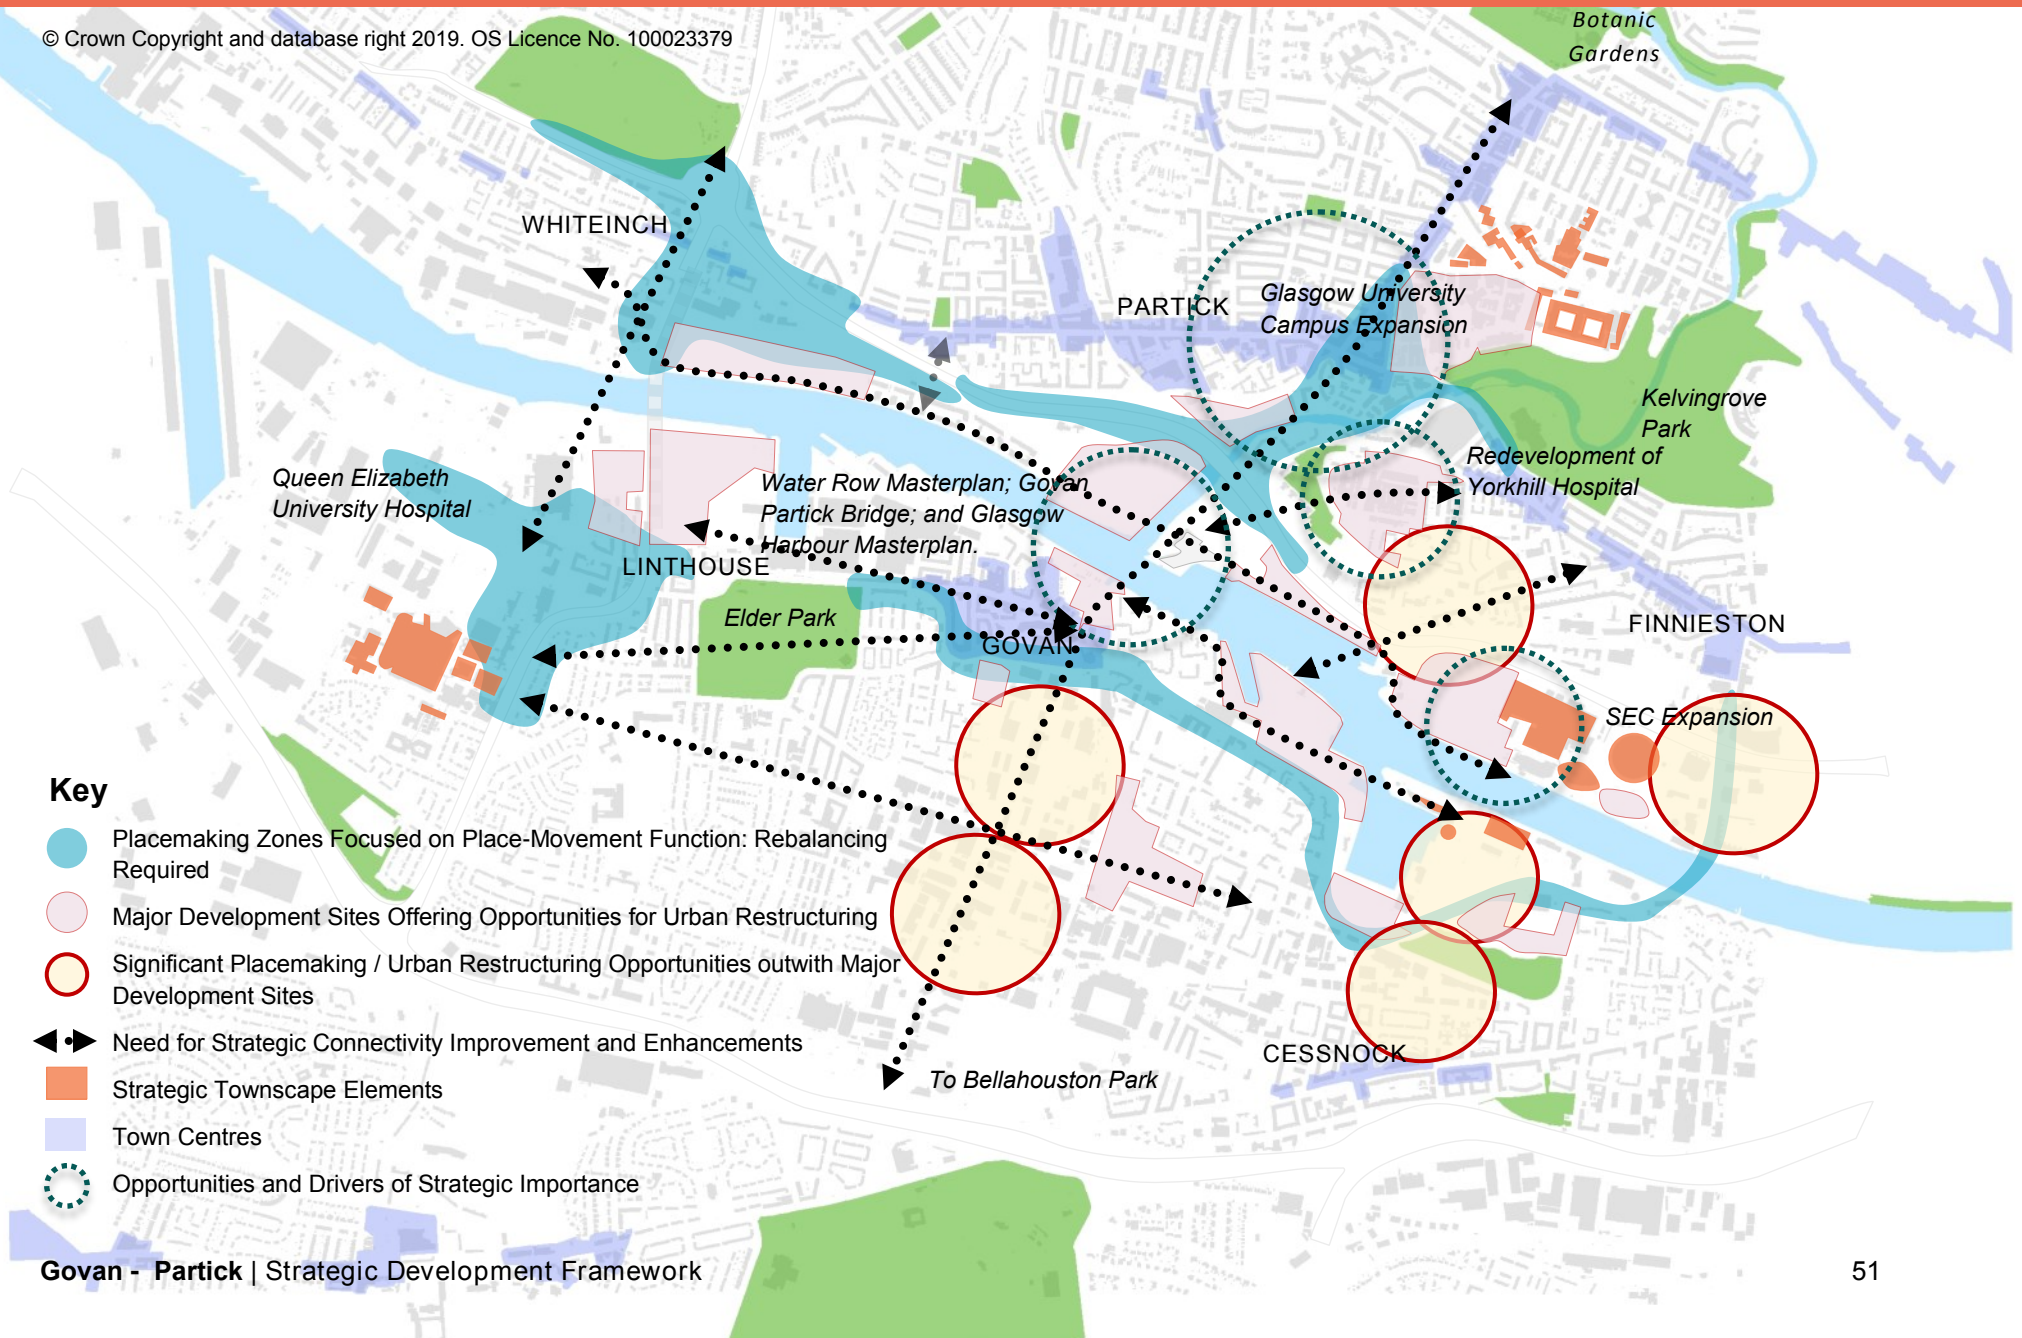 © Crown Copyright and database right 2019. OS Licence No. 100023379
Botanic
Gardens
WHITEINCH
PARTICK
Glasgow University
Campus Expansion
Kelvingrove
Park
Redevelopment of
Yorkhill Hospital
Queen Elizabeth
University Hospital
Water Row Masterplan; Govan
Partick Bridge; and Glasgow
Harbour Masterplan.
LINTHOUSE
Elder Park
GOVAN
FINNIESTON
SEC Expansion
CESSNOCK
To Bellahouston Park
Key
Placemaking Zones Focused on Place-Movement Function: Rebalancing
Required
Major Development Sites Offering Opportunities for Urban Restructuring
Significant Placemaking / Urban Restructuring Opportunities outwith Major
Development Sites
Need for Strategic Connectivity Improvement and Enhancements
Strategic Townscape Elements
Town Centres
Opportunities and Drivers of Strategic Importance
Govan - Partick | Strategic Development Framework
51